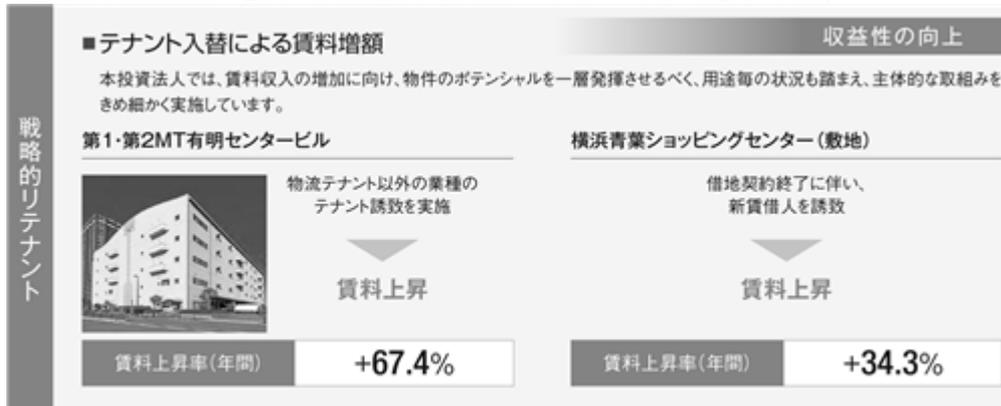 戦略的リテナント
■テナント入替による賃料増額
収益性の向上
本投資法人では、賃料収入の増加に向け、物件のポテンシャルを一層発揮させるべく、用途毎の状況も踏まえ、主体的な取組みを
きめ細かく実施しています。
第1・第2MT有明センタービル
物流テナント以外の業種の
テナント誘致を実施
賃料上昇
賃料上昇率（年間）
+67.4%
横浜青葉ショッピングセンター（敷地）
借地契約終了に伴い、
新賃借人を誘致
賃料上昇
賃料上昇率（年間）
+34.3%